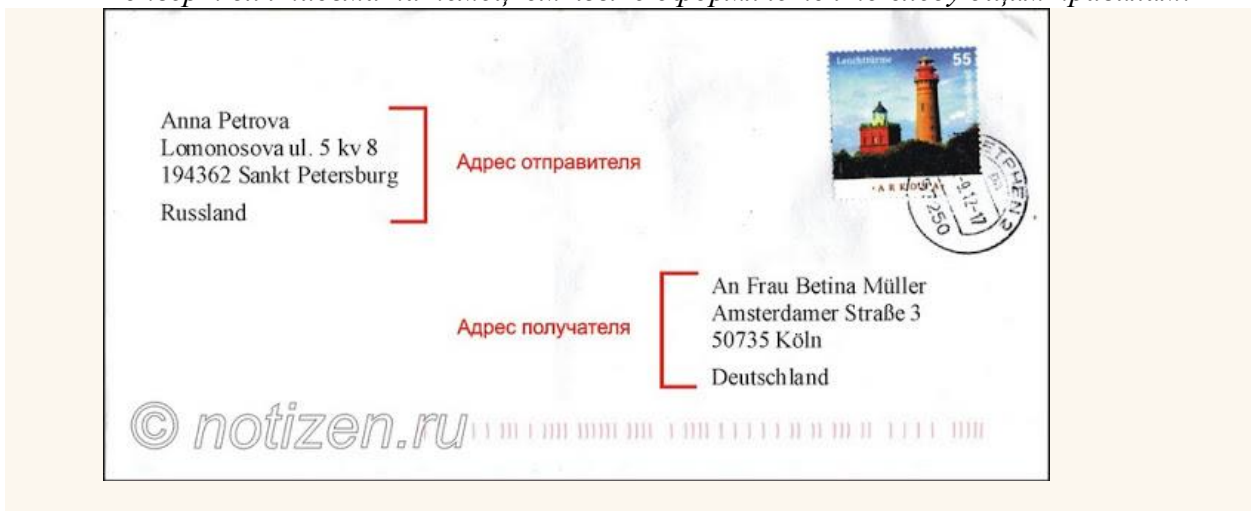 Leuchttürme 55
Anna Petrova
Lomonosova ul. 5 kv 8
194362 Sankt Petersburg
Russland
Адрес отправителя
·ARKONA·
An Frau Betina Müller
Amsterdamer Straße 3
50735 Köln
Deutschland
Адрес получателя
© notizen.ru